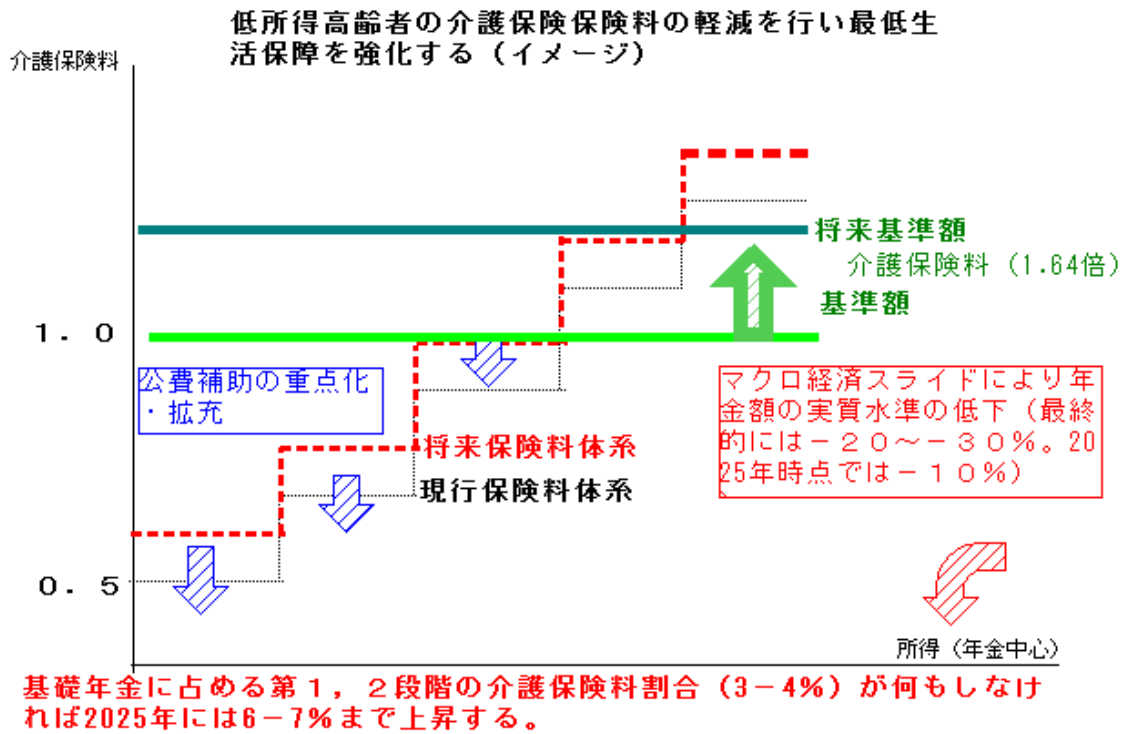 低所得高齢者の介護保険保険料の軽減を行い最低生
活保障を強化する（イメージ）
介護保険料
将来基準額
介護保険料（1.64倍）
基準額
1．0
公費補助の重点化
・拡充
マクロ経済スライドにより年
金額の実質水準の低下（最終
的には－２０～－３０％。20
25年時点では－１０％）
将来保険料体系
現行保険料体系
0．5
所得（年金中心）
基礎年金に占める第１，２段階の介護保険料割合（3－4％）が何もしなけ
れば2025年には6－7％まで上昇する。